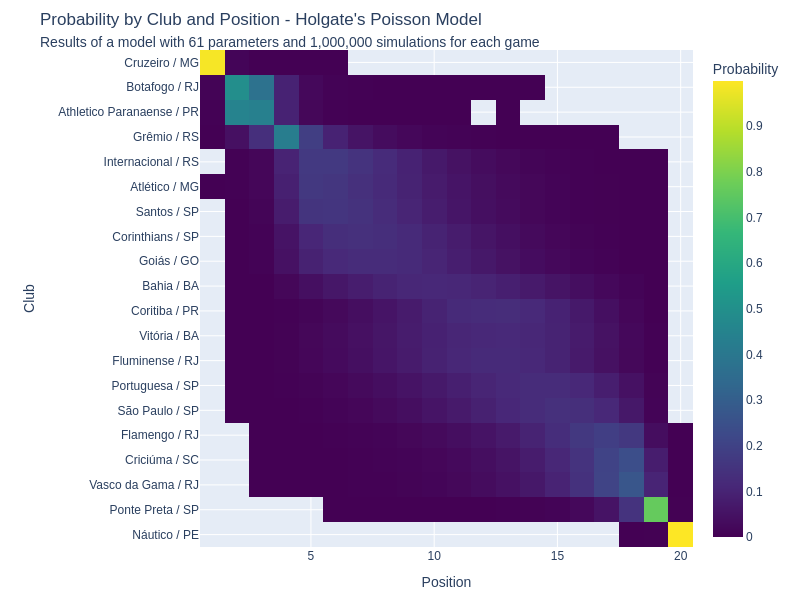 Probability by Club and Position - Holgate's Poisson Model
Results of a model with 61 parameters and 1,000,000 simulations for each game
Probability
Club
Cruzeiro / MG
Botafogo / RJ
Athletico Paranaense / PR
Grêmio / RS
Internacional / RS
Atlético / MG
Santos / SP
Corinthians / SP
Goiás / GO
Bahia / BA
Coritiba / PR
Vitória / BA
Fluminense / RJ
Portuguesa / SP
São Paulo / SP
Flamengo / RJ
Criciúma / SC
Vasco da Gama / RJ
Ponte Preta / SP
Náutico / PE
0.9
0.8
0.7
0.6
0.5
0.4
0.3
0.2
0.1
0
5 10 15 20
Position